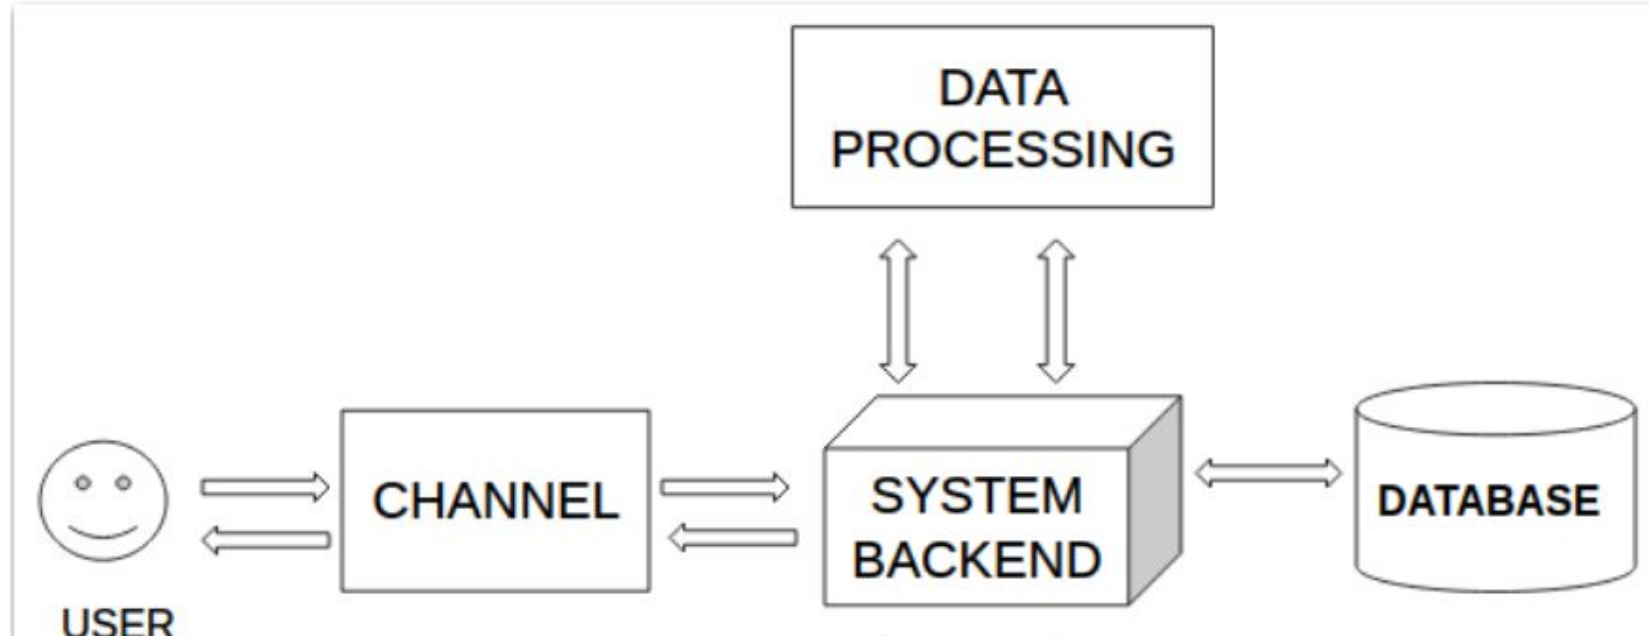 DATA
PROCESSING
CHANNEL
SYSTEM
BACKEND
DATABASE
USER